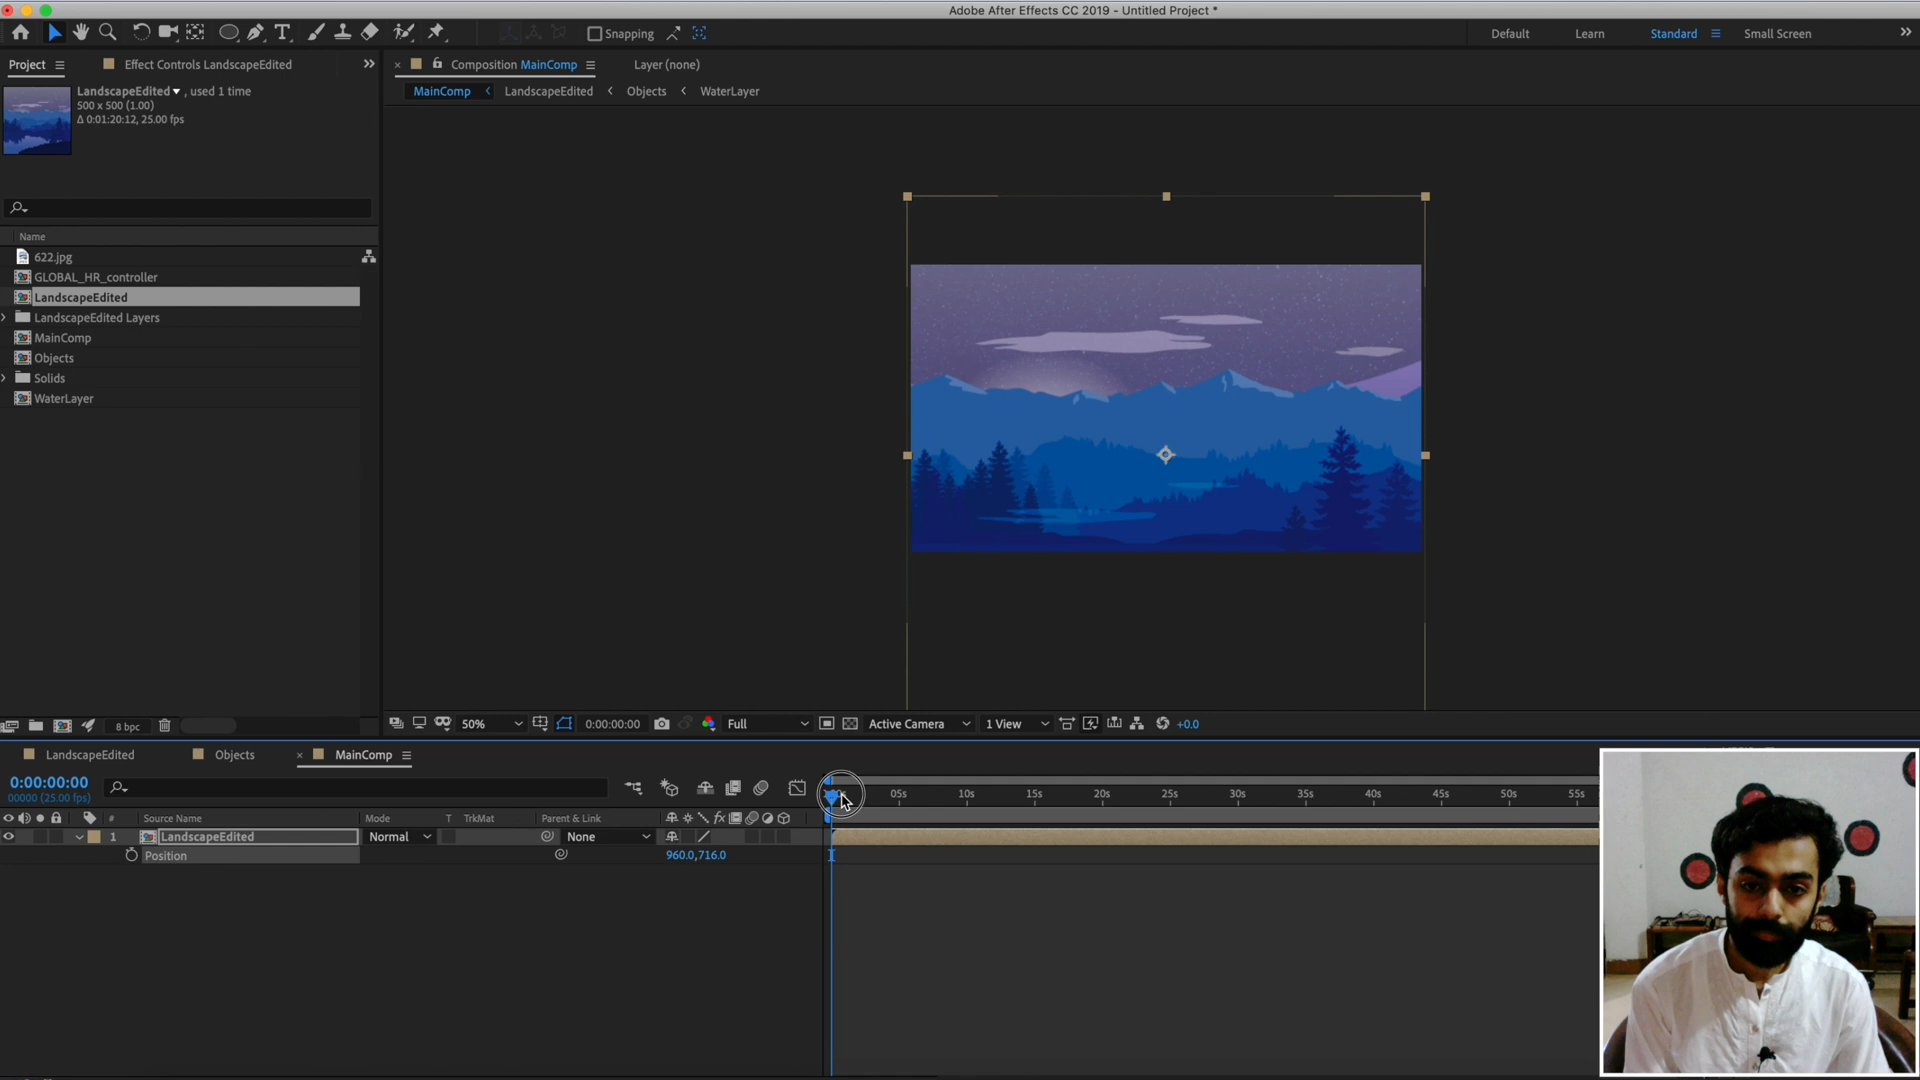 Adobe After Effects CC 2019 - Untitled Project *
Snapping
Default
Learn
Standard
Small Screen
Project
Effect Controls LandscapeEdited
Composition MainComp
Layer (none)
MainComp
LandscapeEdited
Objects
WaterLayer
LandscapeEdited , used 1 time
500 x 500 (1.00)
Δ 0:01:20:12, 25.00 fps
Name
622.jpg
GLOBAL_HR_controller
LandscapeEdited
LandscapeEdited Layers
MainComp
Objects
Solids
WaterLayer
8 bpc
50%
0:00:00:00
Full
Active Camera
1 View
+0.0
LandscapeEdited
Objects
MainComp
0:00:00:00
00000 (25.00 fps)
05s
10s
15s
20s
25s
30s
35s
40s
45s
50s
55s
#
Source Name
Mode
T
TrkMat
Parent & Link
1
LandscapeEdited
Normal
None
Position
960.0,716.0